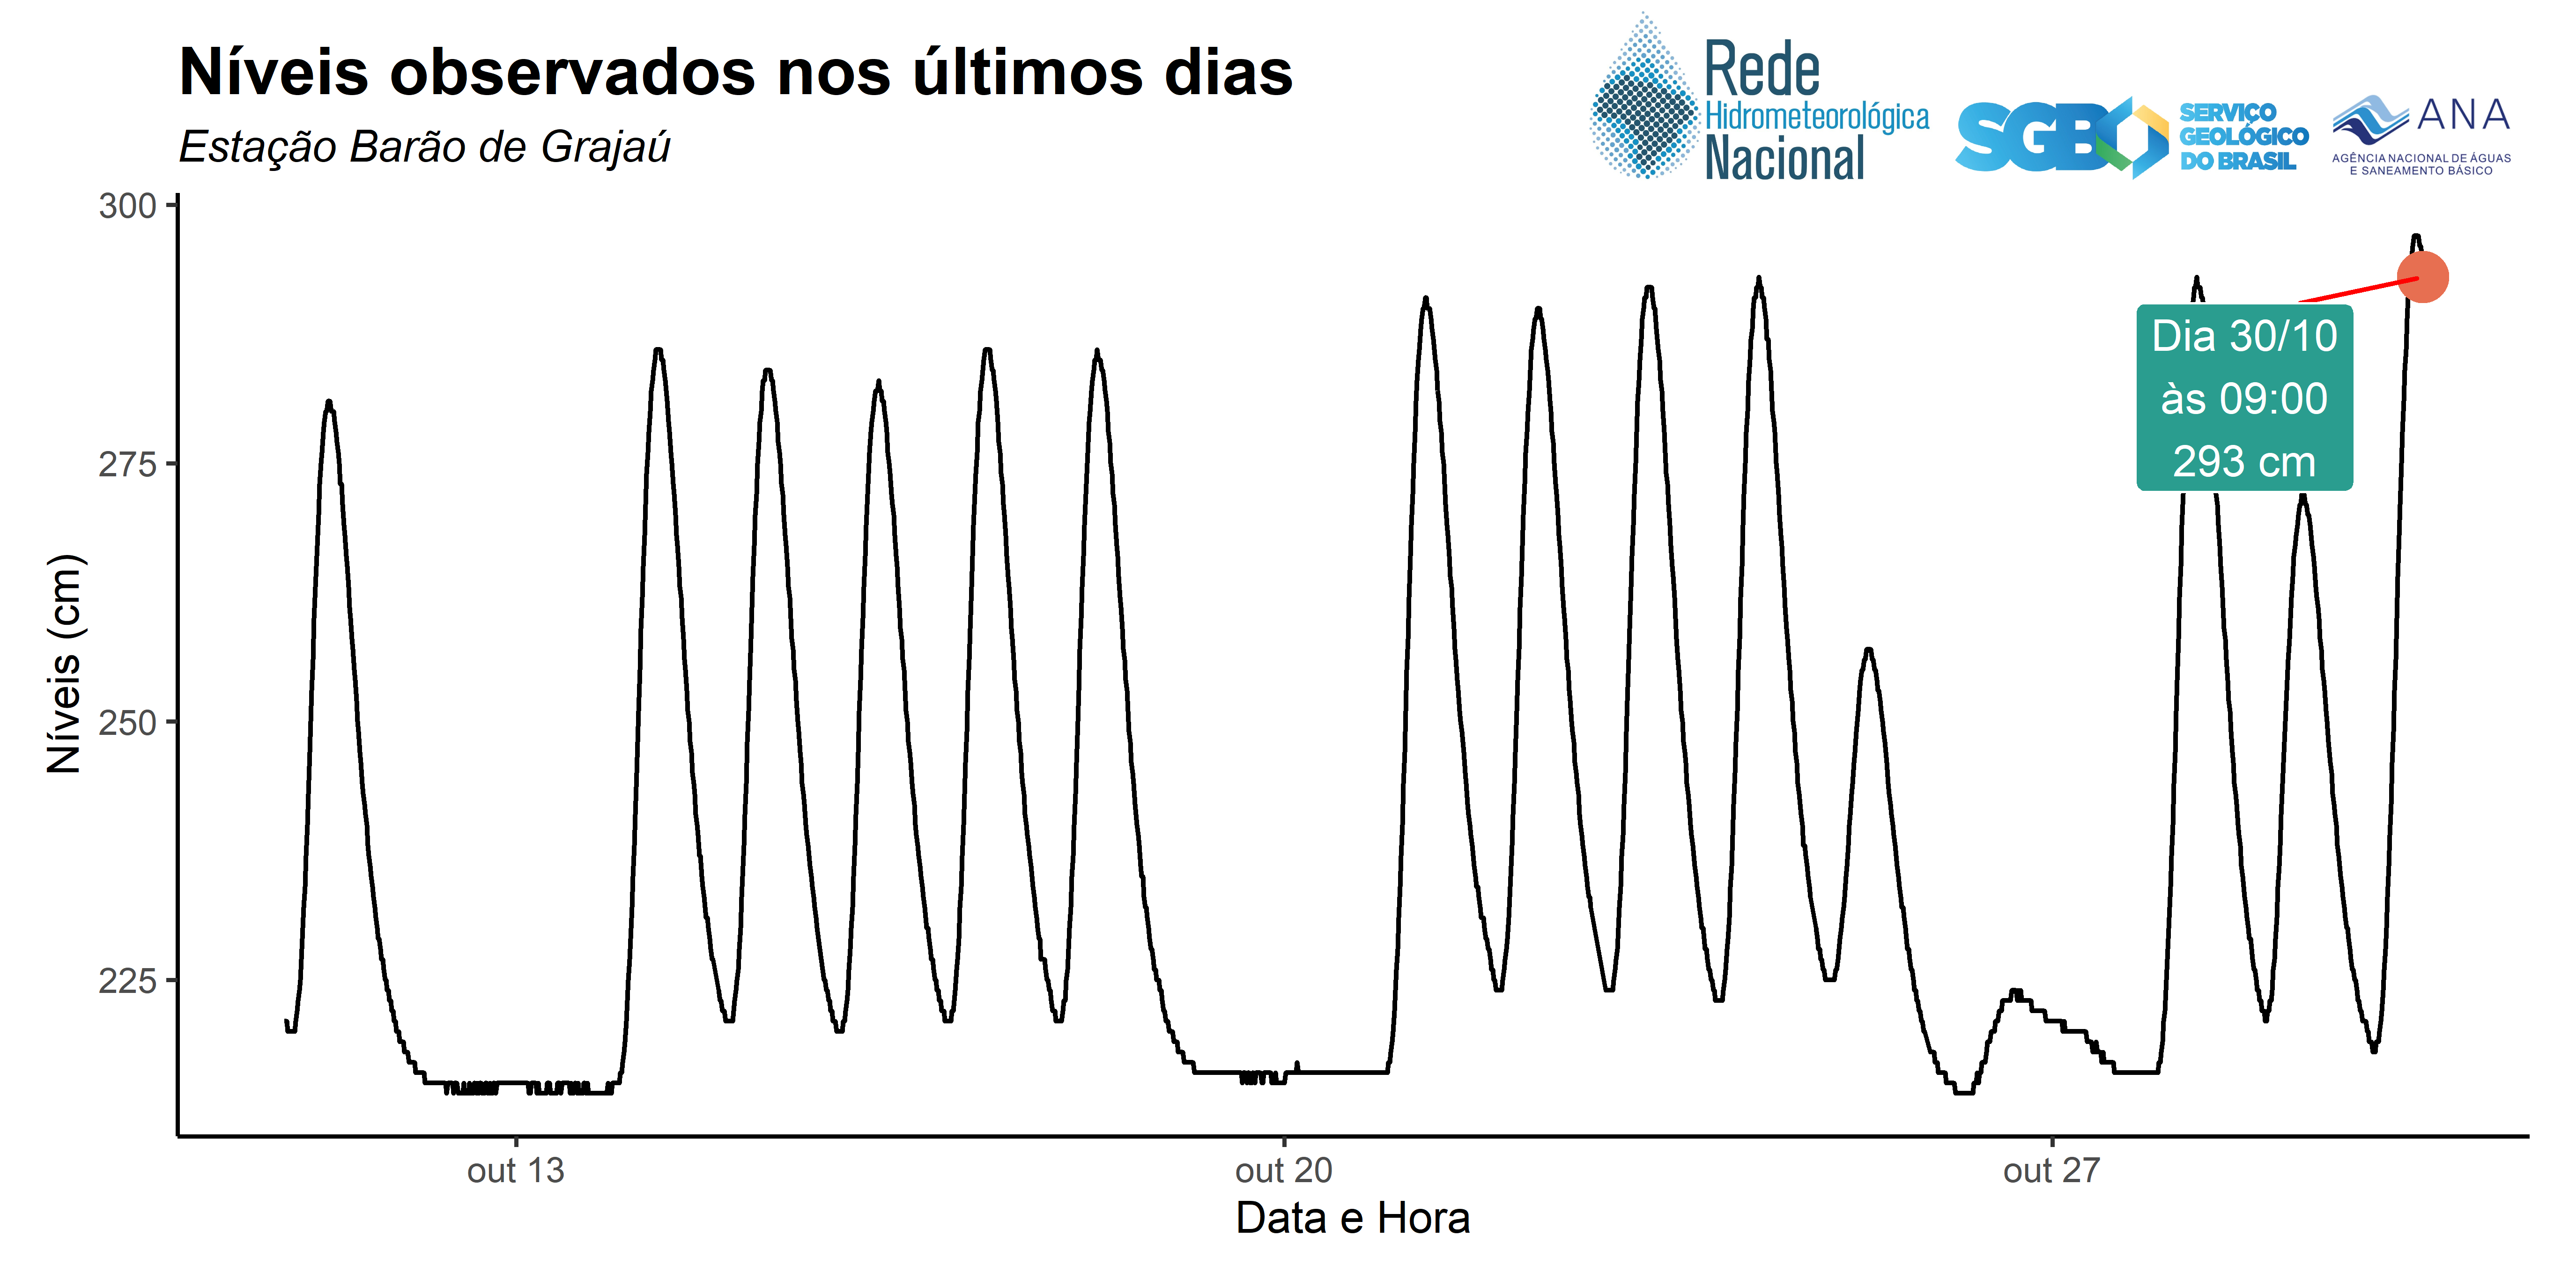 Níveis observados nos últimos dias
Estação Barão de Grajaú
Rede
Hidrometeorológica
Nacional
SGB
SERVIÇO
GEOLÓGICO
DO BRASIL
ANA
AGÊNCIA NACIONAL DE ÁGUAS
E SANEAMENTO BÁSICO
300
275
250
225
Níveis (cm)
Dia 30/10
às 09:00
293 cm
out 13
out 20
out 27
Data e Hora